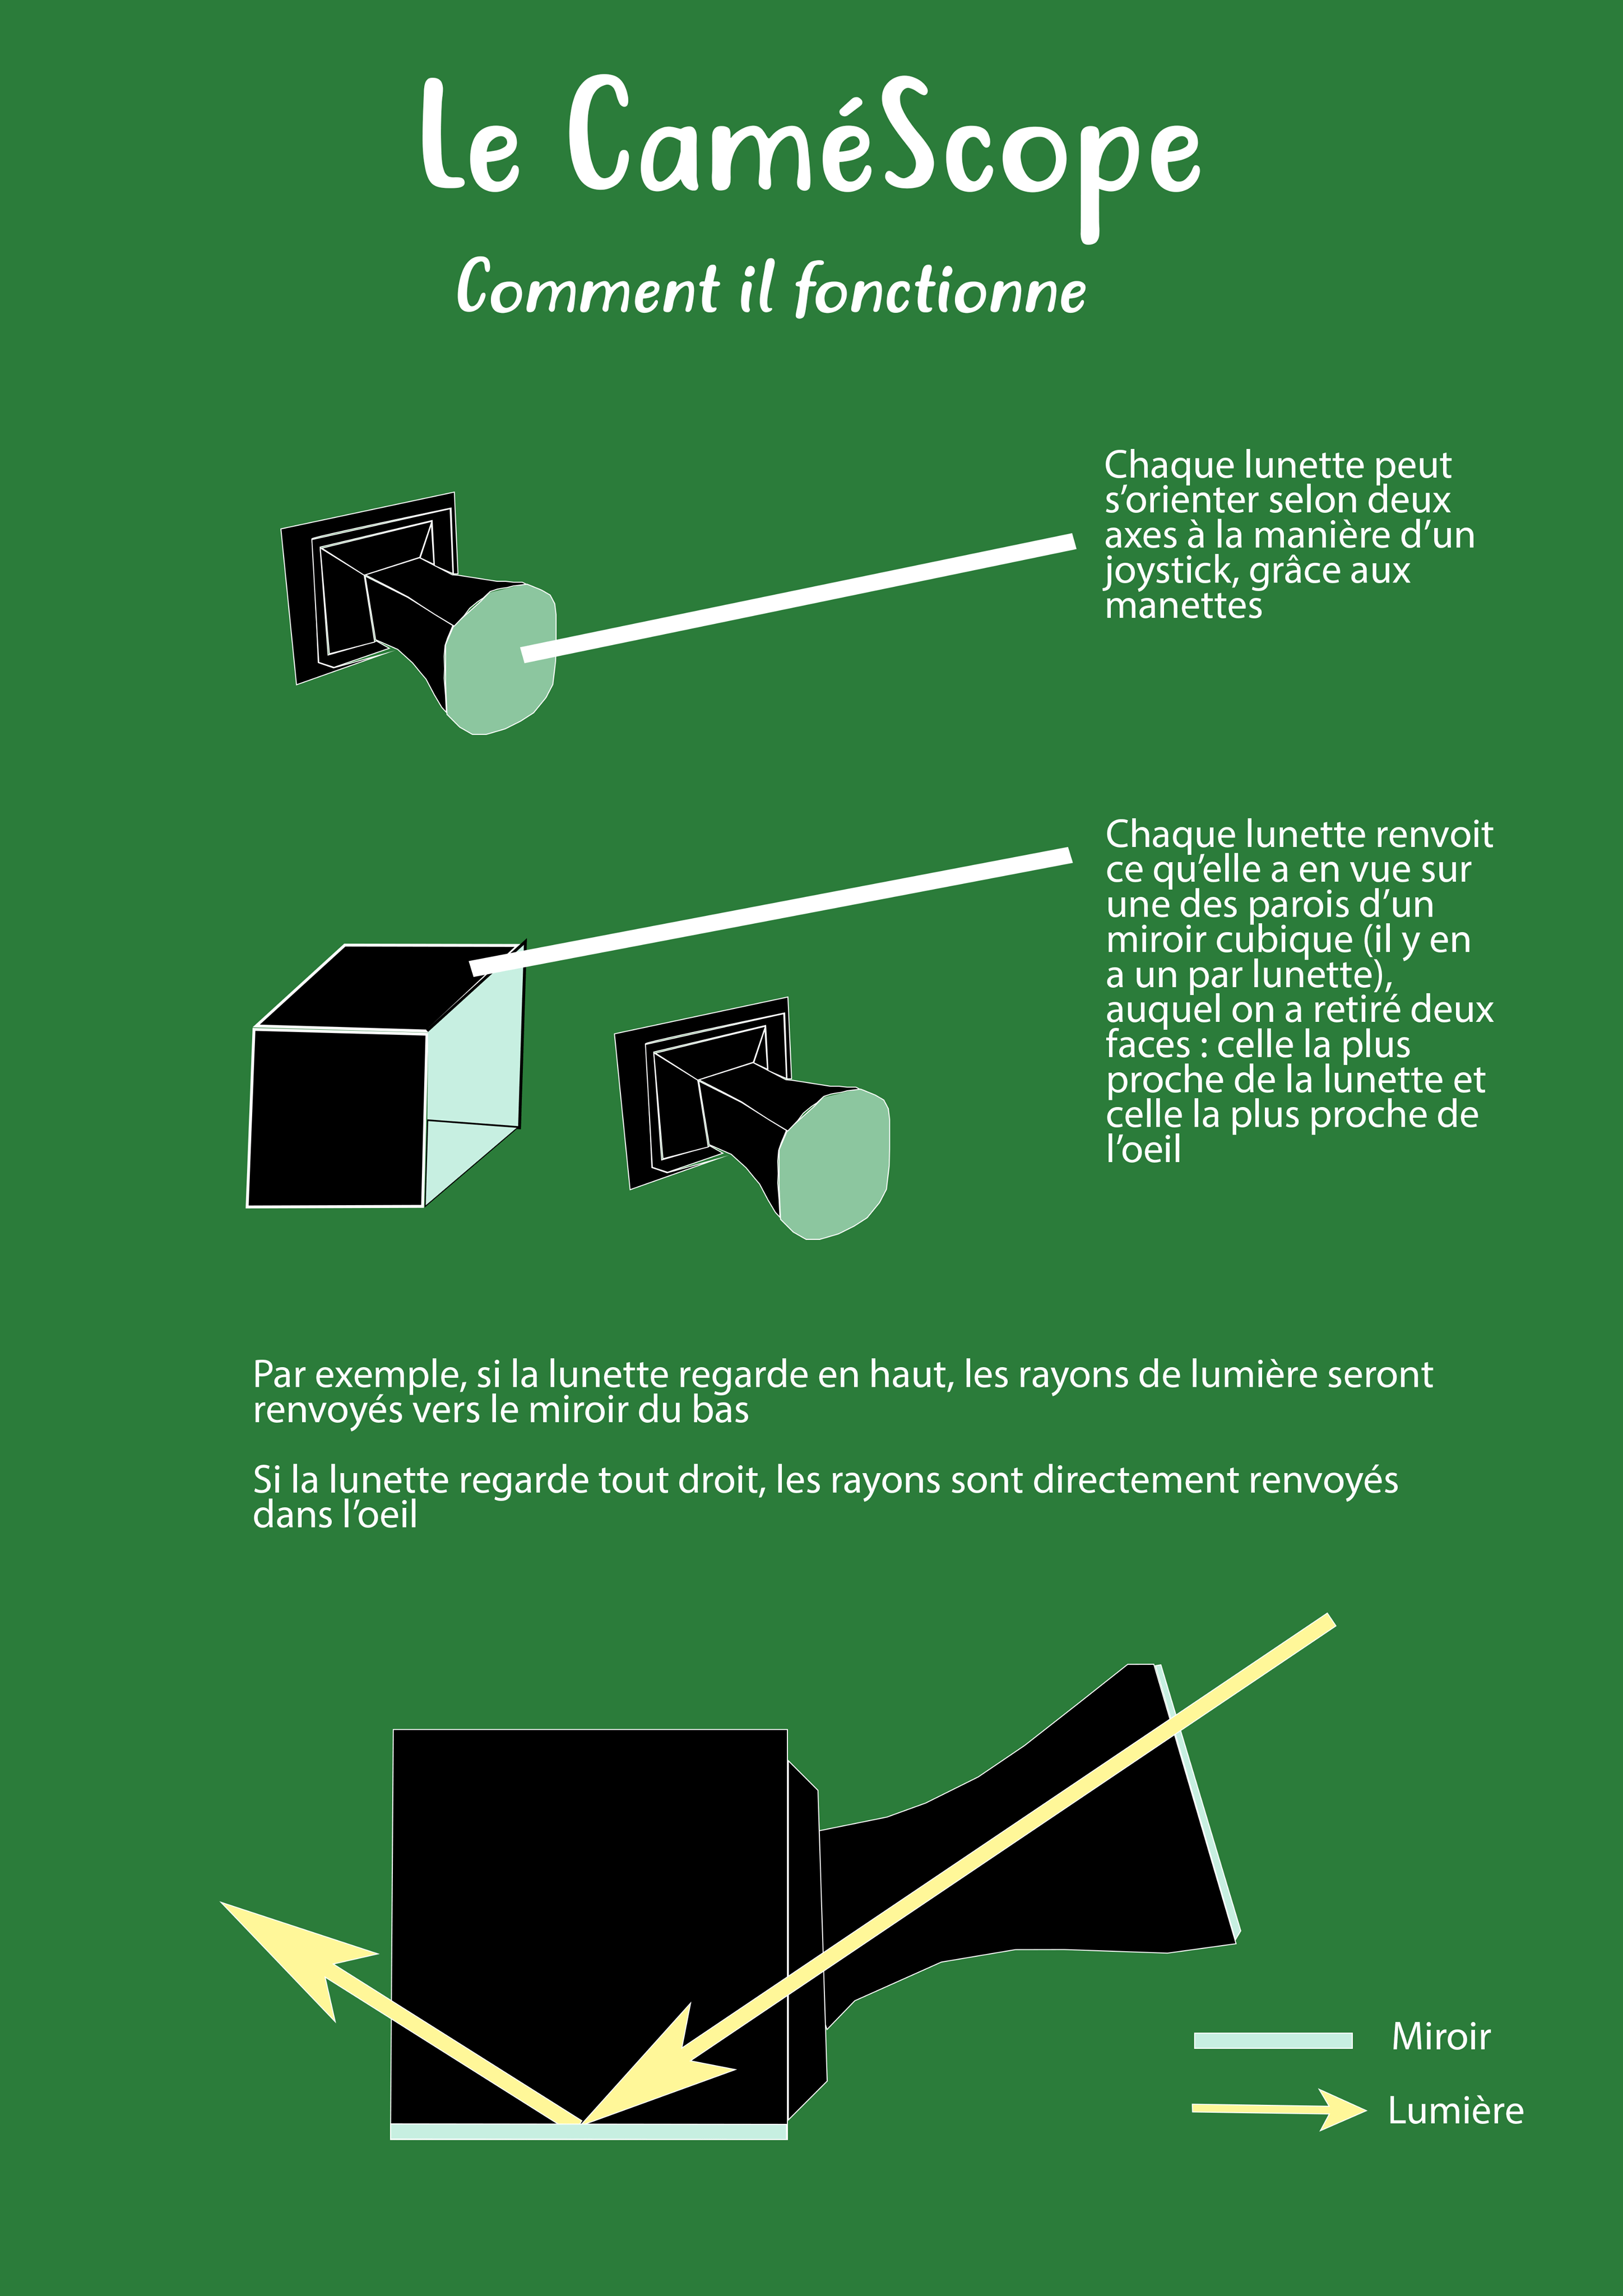 Le CaméScope
Comment il fonctionne
Chaque lunette peut
s’orienter selon deux
axes à la manière d’un
joystick, grâce aux
manettes
Chaque lunette renvoit
ce qu’elle a en vue sur
une des parois d’un
miroir cubique (il y en
a un par lunette),
auquel on a retiré deux
faces : celle la plus
proche de la lunette et
celle la plus proche de
l’oeil
Par exemple, si la lunette regarde en haut, les rayons de lumière seront
renvoyés vers le miroir du bas
Si la lunette regarde tout droit, les rayons sont directement renvoyés
dans l’oeil
Miroir
Lumière